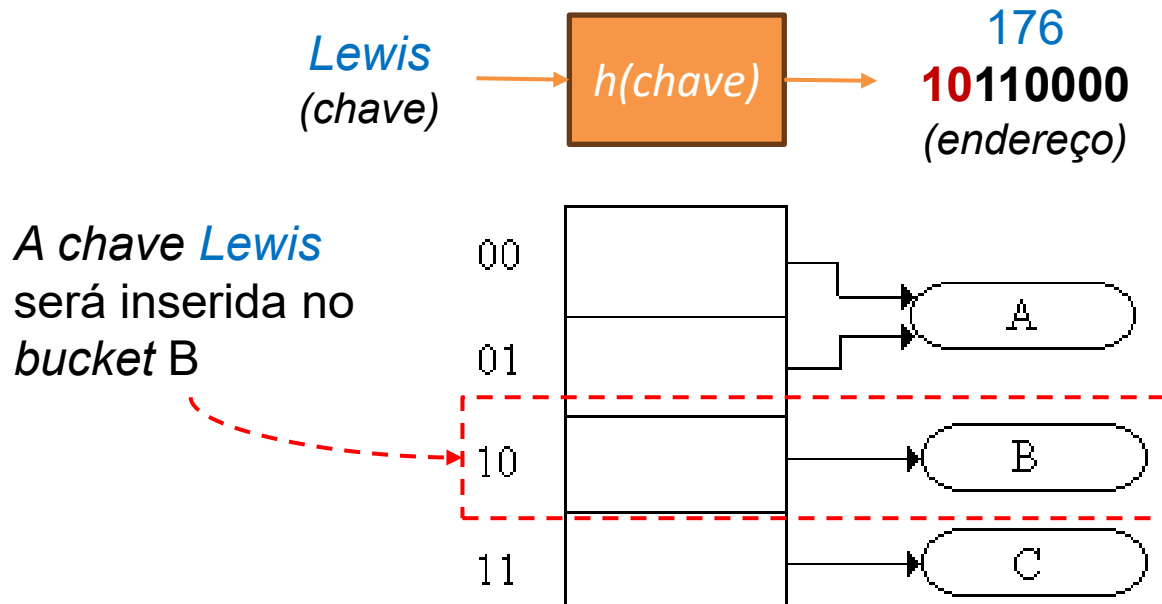 Lewis
(chave)
h(chave)
176
10110000
(endereço)
A chave Lewis
será inserida no
bucket B
00
01
10
11
A
B
C